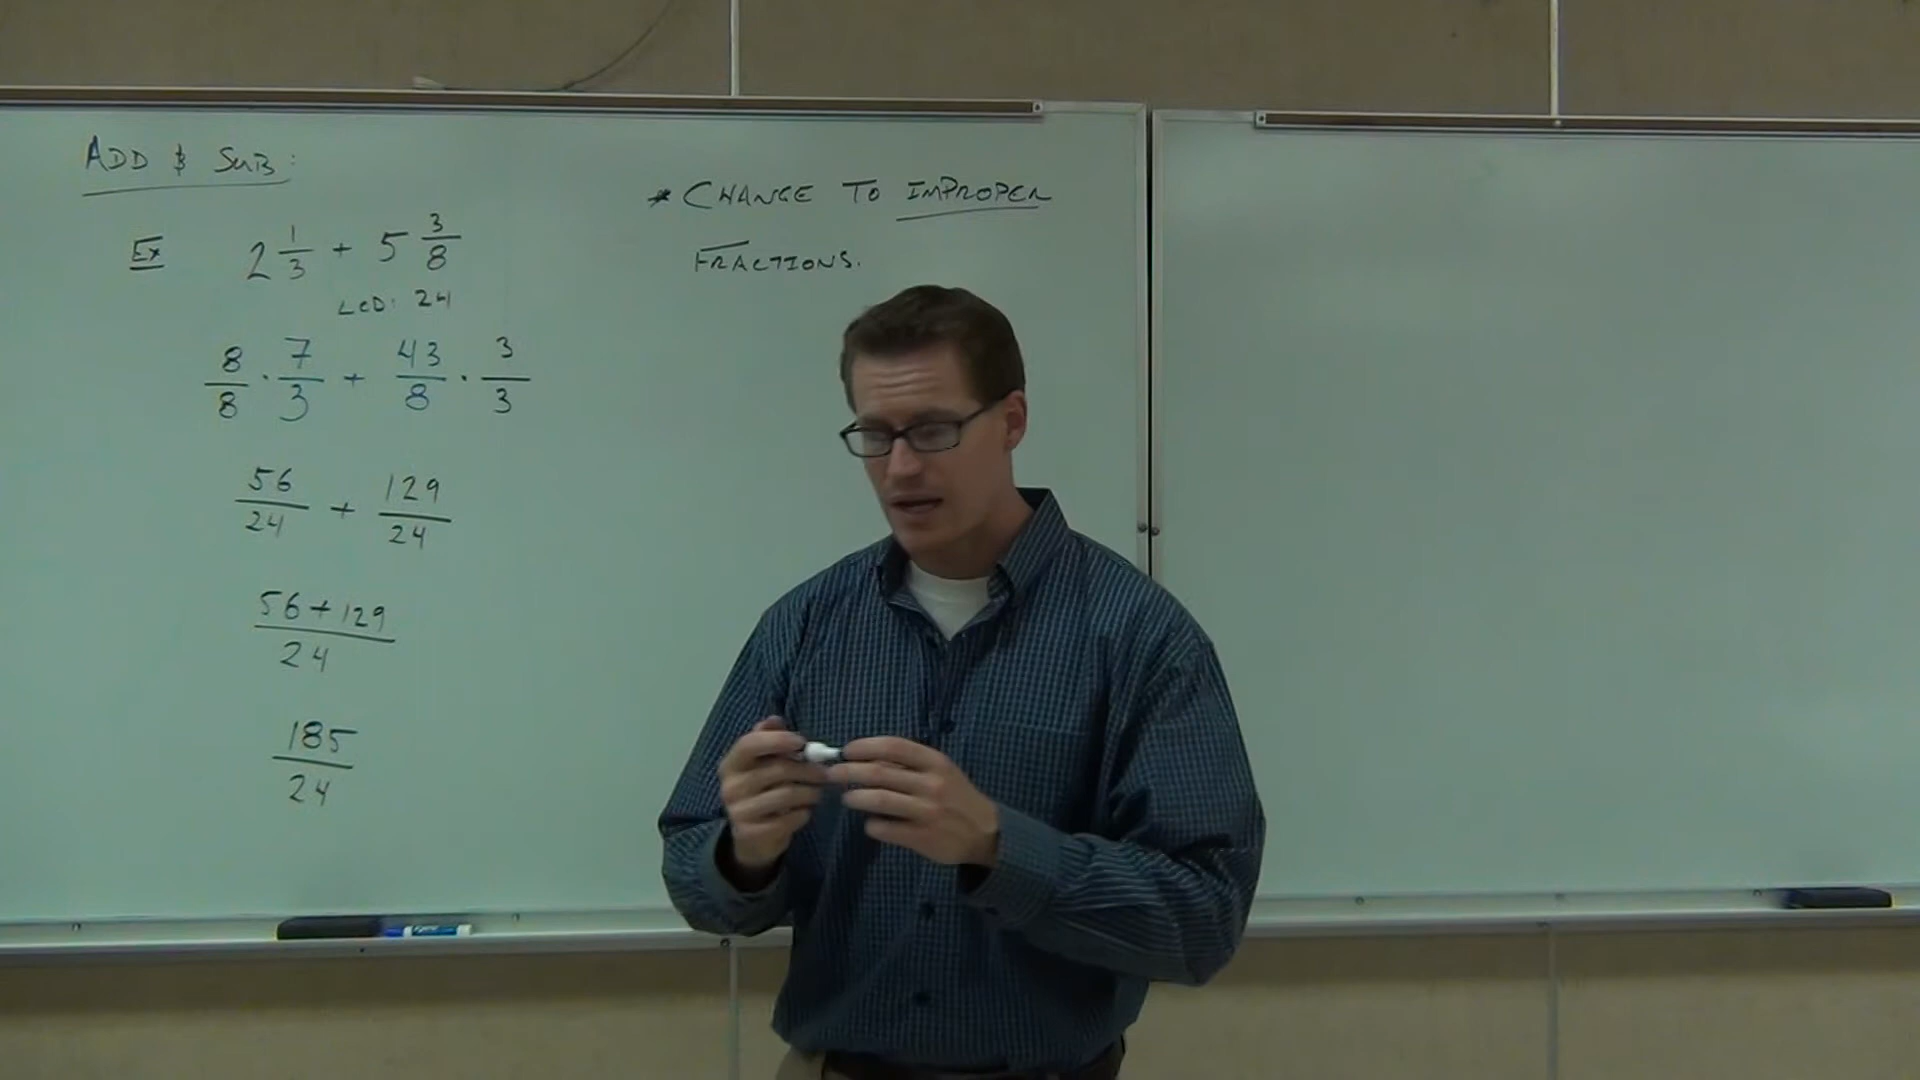 ADD & SUB:
Ex 2 1/3 + 5 3/8
LCD: 24
8/8 · 7/3 + 43/8 · 3/3
56/24 + 129/24
56+129/24
185/24
* CHANGE TO IMPROPER
FRACTIONS.